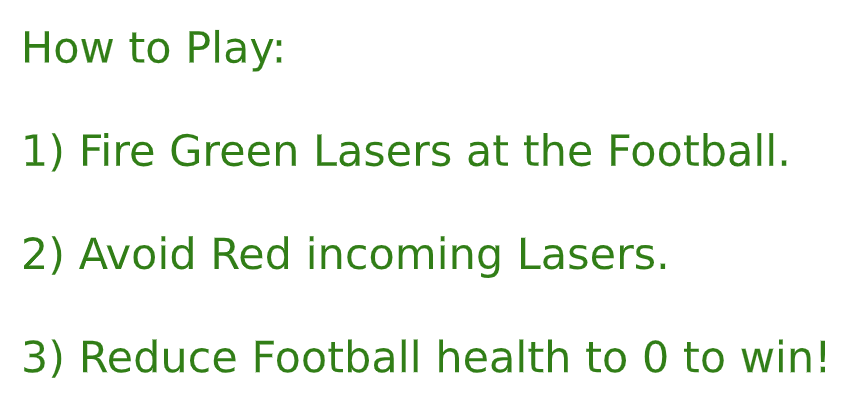 How to Play:
1) Fire Green Lasers at the Football.
2) Avoid Red incoming Lasers.
3) Reduce Football health to 0 to win!